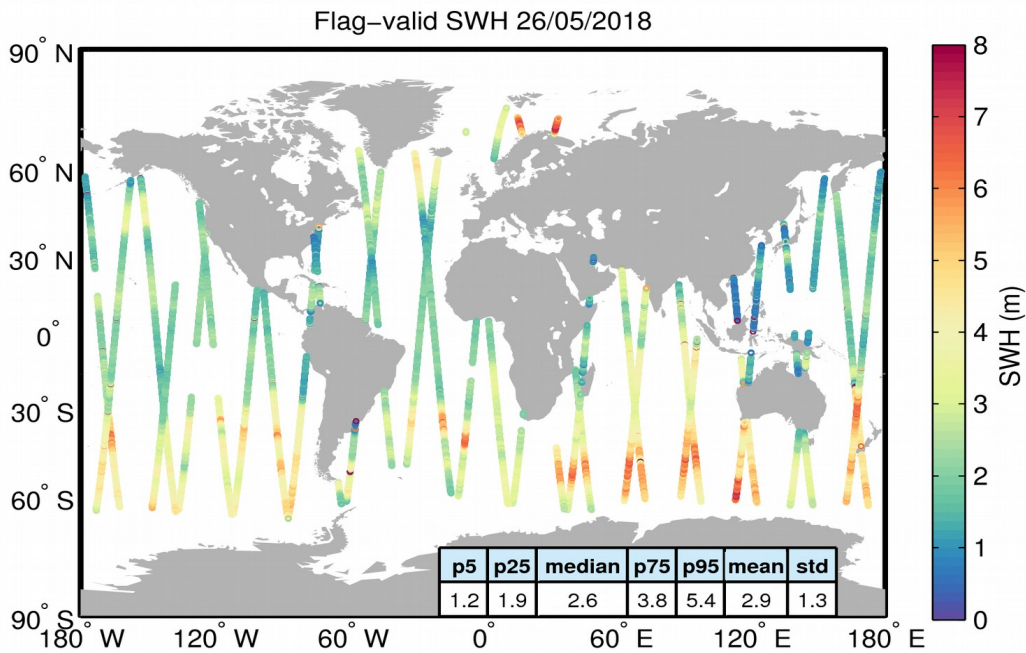 Flag−valid SWH 26/05/2018
90° N
60° N
30° N
0°
30° S
60° S
90° S
180° W
120° W
60° W
0°
60° E
120° E
180° E
8
7
6
5
4
3
2
1
0
SWH (m)
p5 p25 median p75 p95 mean std
1.2 1.9 2.6 3.8 5.4 2.9 1.3